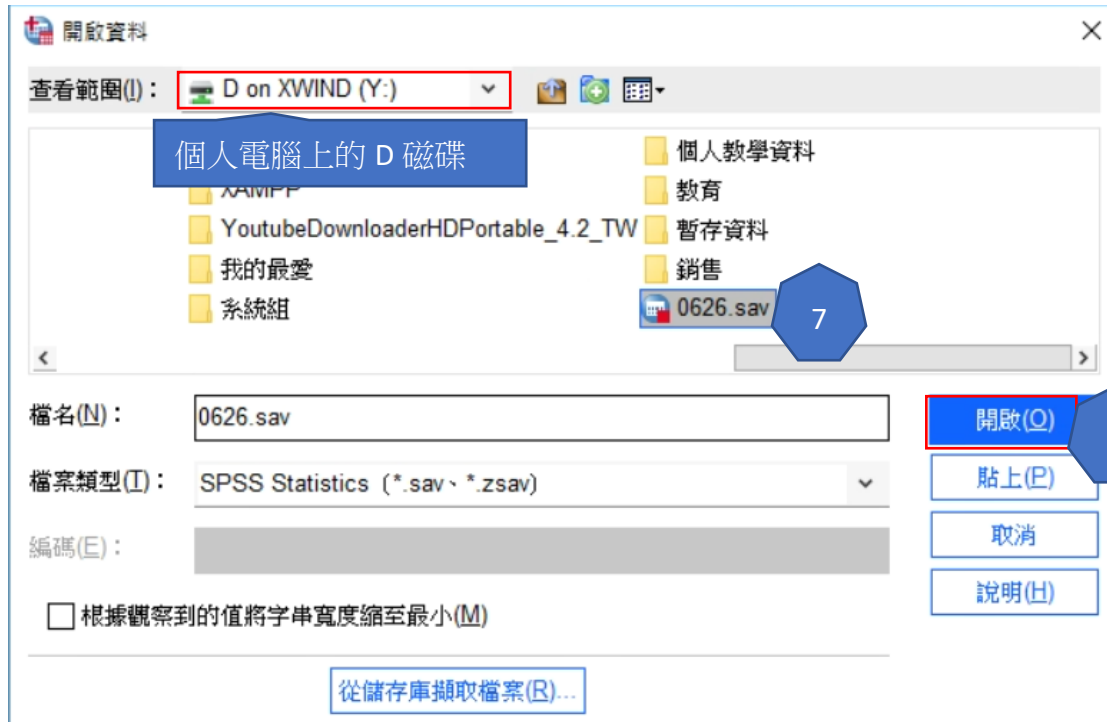 開啟資料
查看範圍(I)： D on XWIND (Y:)
個人電腦上的 D 磁碟
個人教學資料
XAMPP
教育
YoutubeDownloaderHDPortable_4.2_TW
暫存資料
我的最愛
銷售
系統組
0626.sav
7
檔名(N)： 0626.sav
開啟(O)
檔案類型(T)： SPSS Statistics (*.sav、*.zsav)
貼上(P)
編碼(E)：
取消
說明(H)
根據觀察到的值將字串寬度縮至最小(M)
從儲存庫擷取檔案(R)...